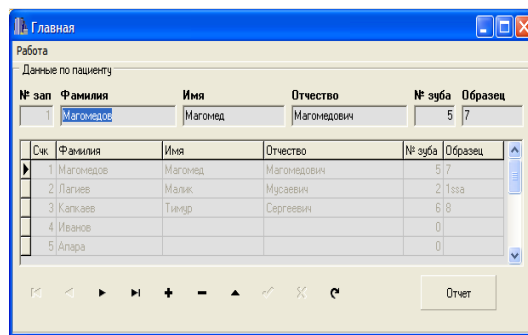 Главная
Работа
Данные по пациенту
№ зап Фамилия Имя Отчество № зуба Образец
1 Магомедов Магомед Магомедович 5 7
Счк Фамилия Имя Отчество № зуба Образец
1 Магомедов Магомед Магомедович 5 7
2 Лагиев Малик Мусаевич 2 1ssa
3 Капкаев Тимур Сергеевич 6 8
4 Иванов 0
5 Апара 0
Отчет